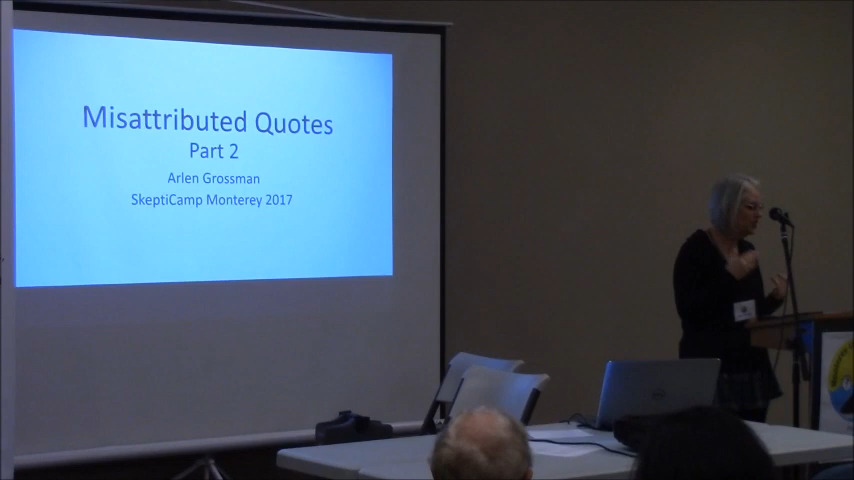 Misattributed Quotes
Part 2
Arlen Grossman
SkeptiCamp Monterey 2017